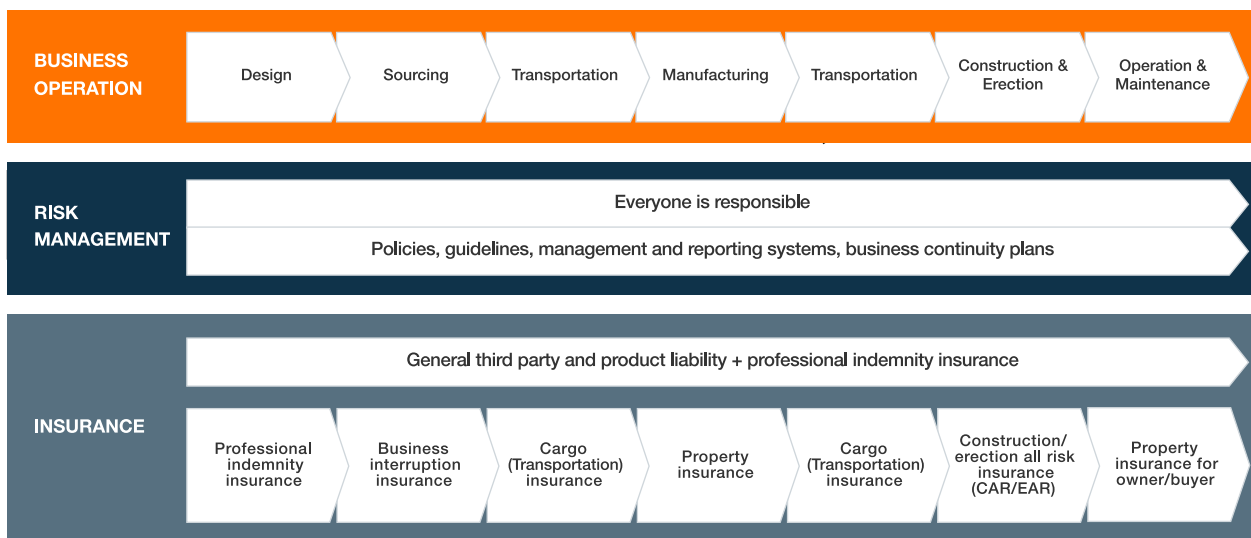 BUSINESS
OPERATION
Design
Sourcing
Transportation
Manufacturing
Transportation
Construction &
Erection
Operation &
Maintenance
RISK
MANAGEMENT
Everyone is responsible
Policies, guidelines, management and reporting systems, business continuity plans
INSURANCE
General third party and product liability + professional indemnity insurance
Professional
indemnity
insurance
Business
interruption
insurance
Cargo
(Transportation)
insurance
Property
insurance
Cargo
(Transportation)
insurance
Construction/
erection all risk
insurance
(CAR/EAR)
Property
insurance for
owner/buyer